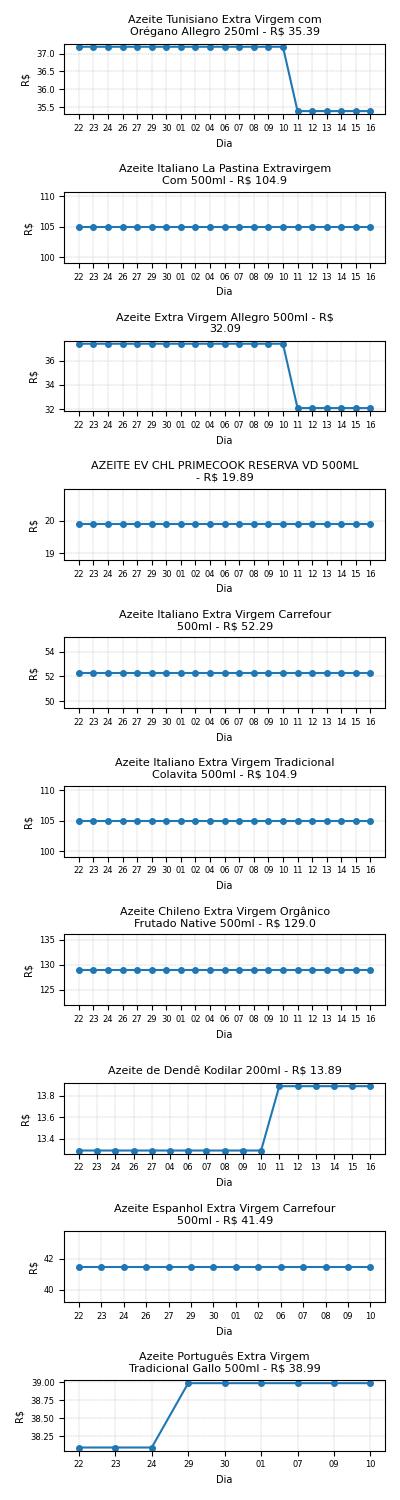 Azeite Tunisiano Extra Virgem com
Orégano Allegro 250ml - R$ 35.39
37.0
36.5
36.0
35.5
R$
22 23 24 26 27 29 30 01 02 04 06 07 08 09 10 11 12 13 14 15 16
Dia
Azeite Italiano La Pastina Extravirgem
Com 500ml - R$ 104.9
110
105
100
R$
22 23 24 26 27 29 30 01 02 04 06 07 08 09 10 11 12 13 14 15 16
Dia
Azeite Extra Virgem Allegro 500ml - R$
32.09
36
34
32
R$
22 23 24 26 27 29 30 01 02 04 06 07 08 09 10 11 12 13 14 15 16
Dia
AZEITE EV CHL PRIMECOOK RESERVA VD 500ML
- R$ 19.89
20
19
R$
22 23 24 26 27 29 30 01 02 04 06 07 08 09 10 11 12 13 14 15 16
Dia
Azeite Italiano Extra Virgem Carrefour
500ml - R$ 52.29
54
52
50
R$
22 23 24 26 27 29 30 01 02 04 06 07 08 09 10 11 12 13 14 15 16
Dia
Azeite Italiano Extra Virgem Tradicional
Colavita 500ml - R$ 104.9
110
105
100
R$
22 23 24 26 27 29 30 01 02 04 06 07 08 09 10 11 12 13 14 15 16
Dia
Azeite Chileno Extra Virgem Orgânico
Frutado Native 500ml - R$ 129.0
135
130
125
R$
22 23 24 26 27 29 30 01 02 04 06 07 08 09 10 11 12 13 14 15 16
Dia
Azeite de Dendê Kodilar 200ml - R$ 13.89
13.8
13.6
13.4
R$
22 23 24 26 27 04 06 07 08 09 10 11 12 13 14 15 16
Dia
Azeite Espanhol Extra Virgem Carrefour
500ml - R$ 41.49
42
40
R$
22 23 24 26 27 29 30 01 02 06 07 08 09 10
Dia
Azeite Português Extra Virgem
Tradicional Gallo 500ml - R$ 38.99
39.00
38.75
38.50
38.25
R$
22 23 24 29 30 01 07 09 10
Dia